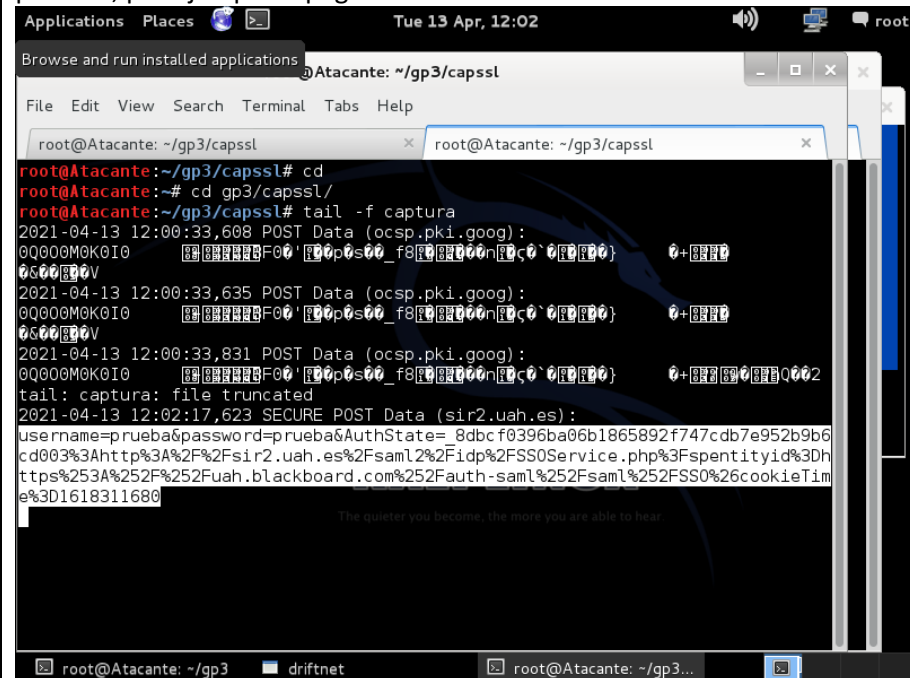 Applications Places Tue 13 Apr, 12:02 root
Browse and run installed applications
@Atacante: ~/gp3/capssl
File Edit View Search Terminal Tabs Help
root@Atacante: ~/gp3/capssl × root@Atacante: ~/gp3/capssl ×
root@Atacante:~/gp3/capssl# cd
root@Atacante:~# cd gp3/capssl/
root@Atacante:~/gp3/capssl# tail -f captura
2021-04-13 12:00:33,608 POST Data (ocsp.pki.goog):
0Q0O0M0K0I0
2021-04-13 12:00:33,635 POST Data (ocsp.pki.goog):
0Q0O0M0K0I0
2021-04-13 12:00:33,831 POST Data (ocsp.pki.goog):
0Q0O0M0K0I0
tail: captura: file truncated
2021-04-13 12:02:17,623 SECURE POST Data (sir2.uah.es):
username=prueba&password=prueba&AuthState=_8dbcf0396ba06b1865892f747cdb7e952b9b6
cd003%3Ahttp%3A%2F%2Fsir2.uah.es%2Fsaml2%2Fidp%2FSSOService.php%3Fspentityid%3Dh
ttps%253A%252F%252Fuah.blackboard.com%252Fauth-saml%252Fsaml%252FSSO%26cookieTim
e%3D1618311680
The quieter you become, the more you are able to hear.
root@Atacante: ~/gp3 driftnet root@Atacante: ~/gp3...